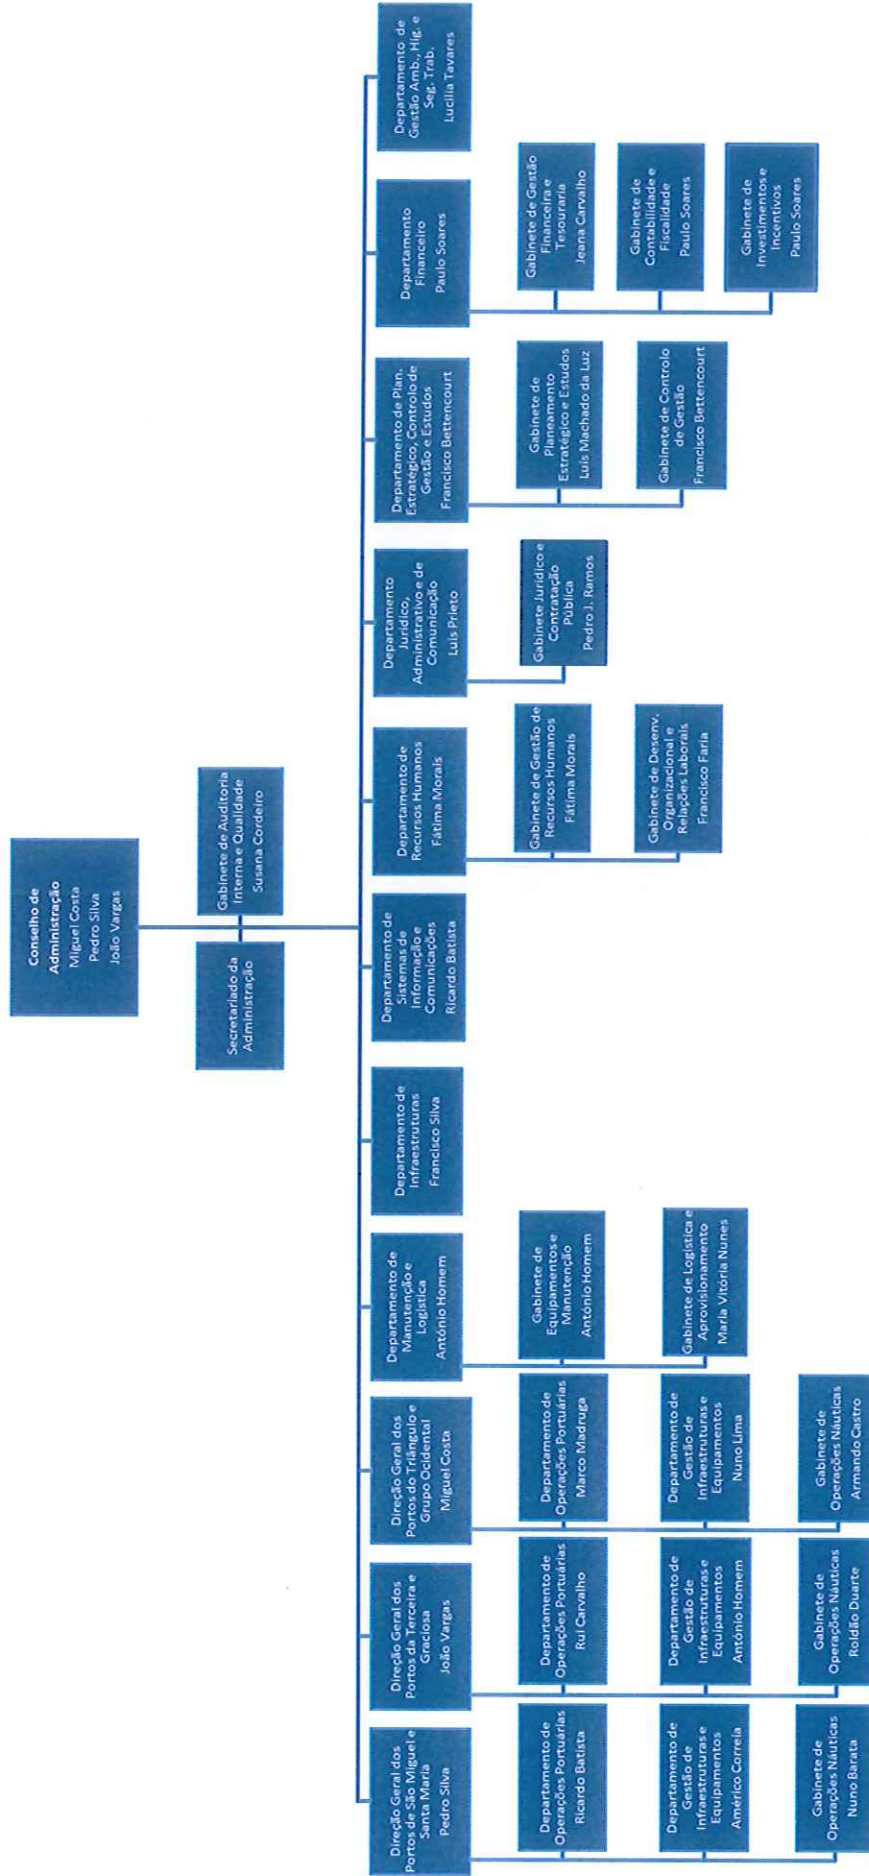 Conselho de
Administração
Miguel Costa
Pedro Silva
João Vargas
Secretariado da
Administração
Gabinete de Auditoria
Interna e Qualidade
Susana Cordeiro
Direção Geral dos
Portos de São Miguel e
Santa Maria
Pedro Silva
Departamento de
Operações Portuárias
Ricardo Batista
Departamento de
Gestão de
Infraestruturas e
Equipamentos
Américo Correia
Gabinete de
Operações Náuticas
Nuno Barata
Direção Geral dos
Portos da Terceira e
Graciosa
João Vargas
Departamento de
Operações Portuárias
Rui Carvalho
Departamento de
Gestão de
Infraestruturas e
Equipamentos
António Homem
Gabinete de
Operações Náuticas
Roldão Duarte
Direção Geral dos
Portos do Triângulo e
Grupo Ocidental
Miguel Costa
Departamento de
Operações Portuárias
Marco Madruga
Departamento de
Gestão de
Infraestruturas e
Equipamentos
Nuno Lima
Gabinete de
Operações Náuticas
Armando Castro
Departamento de
Manutenção e
Logística
António Homem
Gabinete de
Equipamentos e
Manutenção
António Homem
Gabinete de Logística e
Aprovisionamento
Maria Vitória Nunes
Departamento de
Infraestruturas
Francisco Silva
Departamento de
Sistemas de
Informação e
Comunicações
Ricardo Batista
Departamento de
Recursos Humanos
Fátima Morais
Gabinete de Gestão de
Recursos Humanos
Fátima Morais
Gabinete de Desenv.
Organizacional e
Relações Laborais
Francisco Faria
Departamento
Jurídico,
Administrativo e de
Comunicação
Luis Prieto
Gabinete Jurídico e
Contratação
Pública
Pedro J. Ramos
Departamento de Plan.
Estratégico, Controlo de
Gestão e Estudos
Francisco Bettencourt
Gabinete de
Planeamento
Estratégico e Estudos
Luis Machado da Luz
Gabinete de Controlo
de Gestão
Francisco Bettencourt
Departamento
Financeiro
Paulo Soares
Gabinete de Gestão
Financeira e
Tesouraria
Jeana Carvalho
Gabinete de
Contabilidade e
Fiscalidade
Paulo Soares
Gabinete de
Investimentos e
Incentivos
Paulo Soares
Departamento de
Gestão Amb., Hig. e
Seg. Trab.
Lucilia Tavares